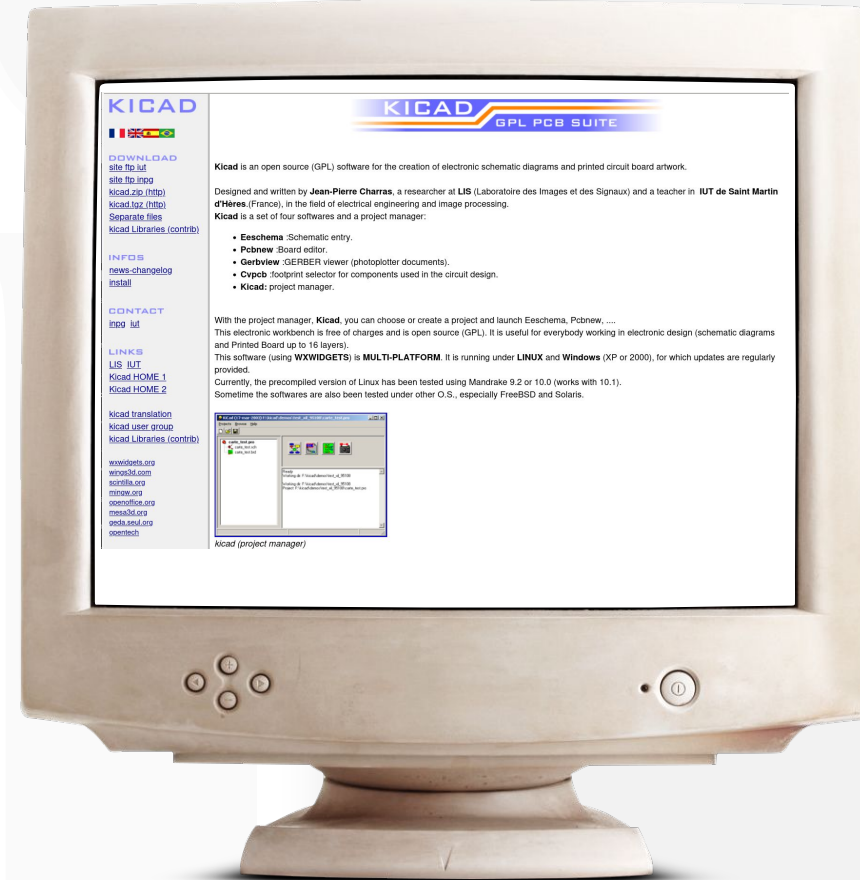 KICAD
DOWNLOAD
site ftp iut
site ftp inpg
kicad.zip (http)
kicad.tgz (http)
Separate files
kicad Libraries (contrib)
INFOS
news-changelog
install
CONTACT
inpg iut
LINKS
LIS IUT
Kicad HOME 1
Kicad HOME 2
kicad translation
kicad user group
kicad Libraries (contrib)
wxwidgets.org
wings3d.com
scintilla.org
mingw.org
openoffice.org
mesa3d.org
geda.seul.org
opentech
KICAD
GPL PCB SUITE
Kicad is an open source (GPL) software for the creation of electronic schematic diagrams and printed circuit board artwork.
Designed and written by Jean-Pierre Charras, a researcher at LIS (Laboratoire des Images et des Signaux) and a teacher in IUT de Saint Martin
d'Hères.(France), in the field of electrical engineering and image processing.
Kicad is a set of four softwares and a project manager:
• Eeschema :Schematic entry.
• Pcbnew :Board editor.
• Gerbview :GERBER viewer (photoplotter documents).
• Cvpcb :footprint selector for components used in the circuit design.
• Kicad: project manager.
With the project manager, Kicad, you can choose or create a project and launch Eeschema, Pcbnew, ....
This electronic workbench is free of charges and is open source (GPL). It is useful for everybody working in electronic design (schematic diagrams
and Printed Board up to 16 layers).
This software (using WXWIDGETS) is MULTI-PLATFORM. It is running under LINUX and Windows (XP or 2000), for which updates are regularly
provided.
Currently, the precompiled version of Linux has been tested using Mandrake 9.2 or 10.0 (works with 10.1).
Sometime the softwares are also been tested under other O.S., especially FreeBSD and Solaris.
kicad (project manager)